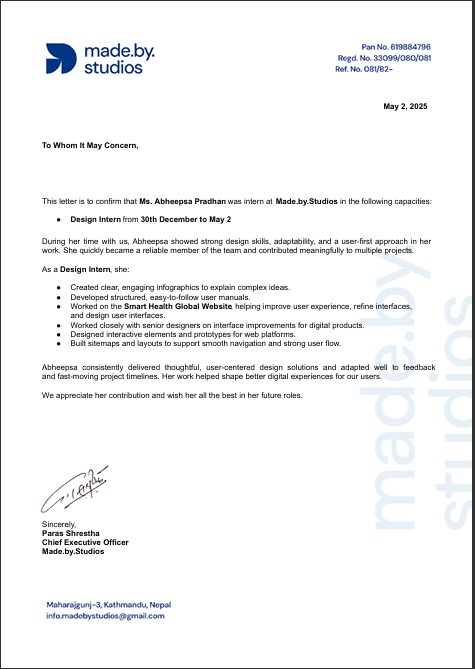 made.by.
studios
Pan No. 619884796
Regd. No. 33099/080/081
Ref. No. 081/82-
May 2, 2025
To Whom It May Concern,
This letter is to confirm that Ms. Abheepsa Pradhan was intern at Made.by.Studios in the following capacities:
● Design Intern from 30th December to May 2
During her time with us, Abheepsa showed strong design skills, adaptability, and a user-first approach in her
work. She quickly became a reliable member of the team and contributed meaningfully to multiple projects.
As a Design Intern, she:
● Created clear, engaging infographics to explain complex ideas.
● Developed structured, easy-to-follow user manuals.
● Worked on the Smart Health Global Website, helping improve user experience, refine interfaces,
and design user interfaces.
● Worked closely with senior designers on interface improvements for digital products.
● Designed interactive elements and prototypes for web platforms.
● Built sitemaps and layouts to support smooth navigation and strong user flow.
Abheepsa consistently delivered thoughtful, user-centered design solutions and adapted well to feedback
and fast-moving project timelines. Her work helped shape better digital experiences for our users.
We appreciate her contribution and wish her all the best in her future roles.
made.by
studios
Sincerely,
Paras Shrestha
Chief Executive Officer
Made.by.Studios
Maharajgunj-3, Kathmandu, Nepal
info.madebystudios@gmail.com